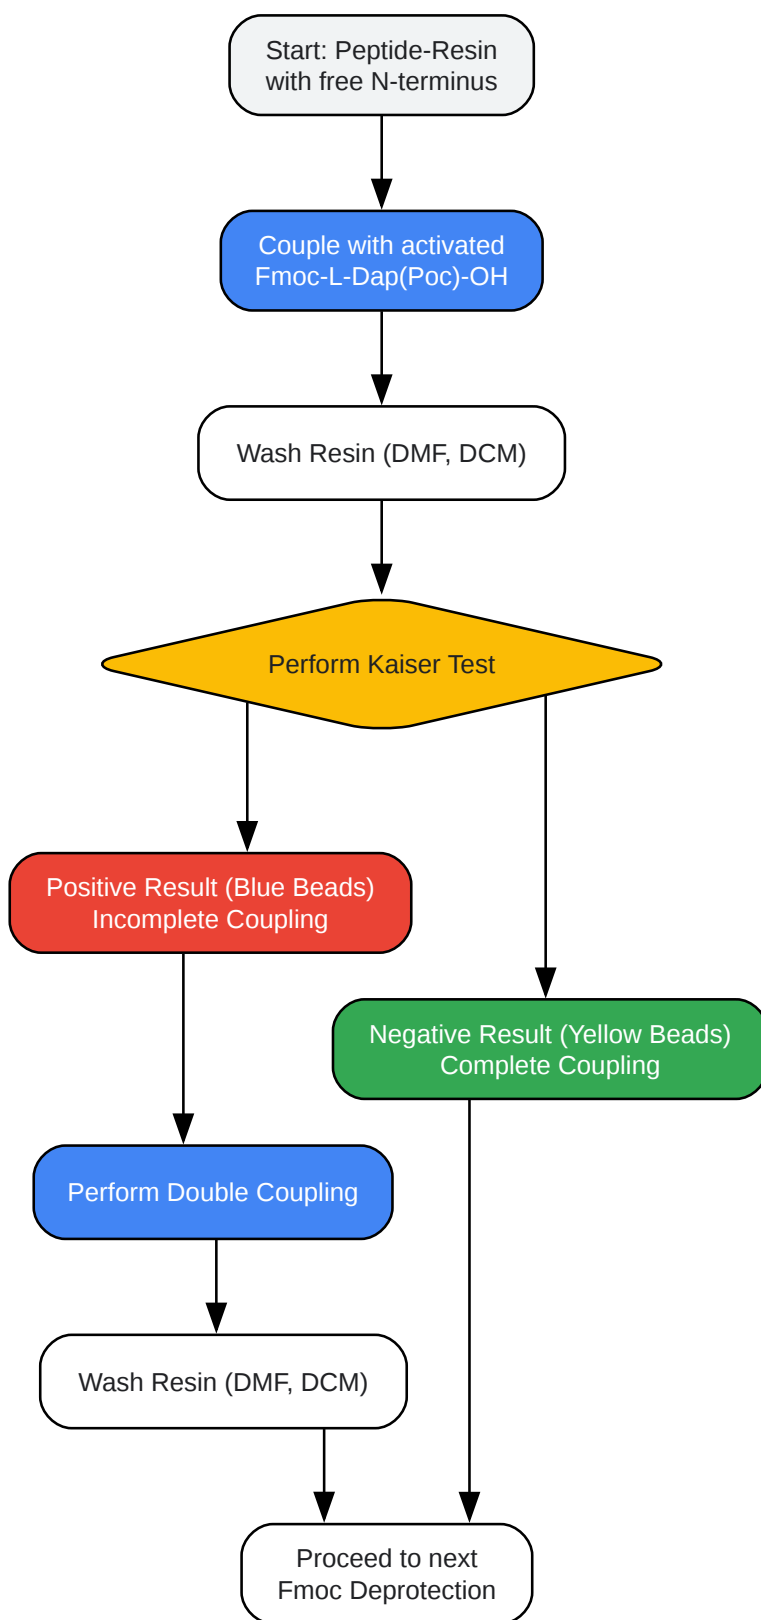 Start: Peptide-Resin
with free N-terminus
Couple with activated
Fmoc-L-Dap(Poc)-OH
Wash Resin (DMF, DCM)
Perform Kaiser Test
Positive Result (Blue Beads)
Incomplete Coupling
Negative Result (Yellow Beads)
Complete Coupling
Perform Double Coupling
Wash Resin (DMF, DCM)
Proceed to next
Fmoc Deprotection